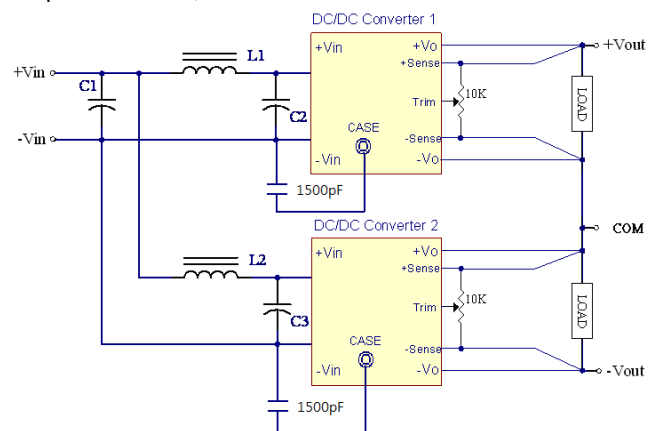 DC/DC Converter 1
+Vin
C1
-Vin
L1
C2
+Vin
+Vo
+Sense
Trim
10K
CASE
-Sense
-Vin
-Vo
1500pF
+Vout
LOAD
COM
DC/DC Converter 2
L2
C3
+Vin
+Vo
+Sense
Trim
10K
CASE
-Sense
-Vin
-Vo
1500pF
LOAD
-Vout